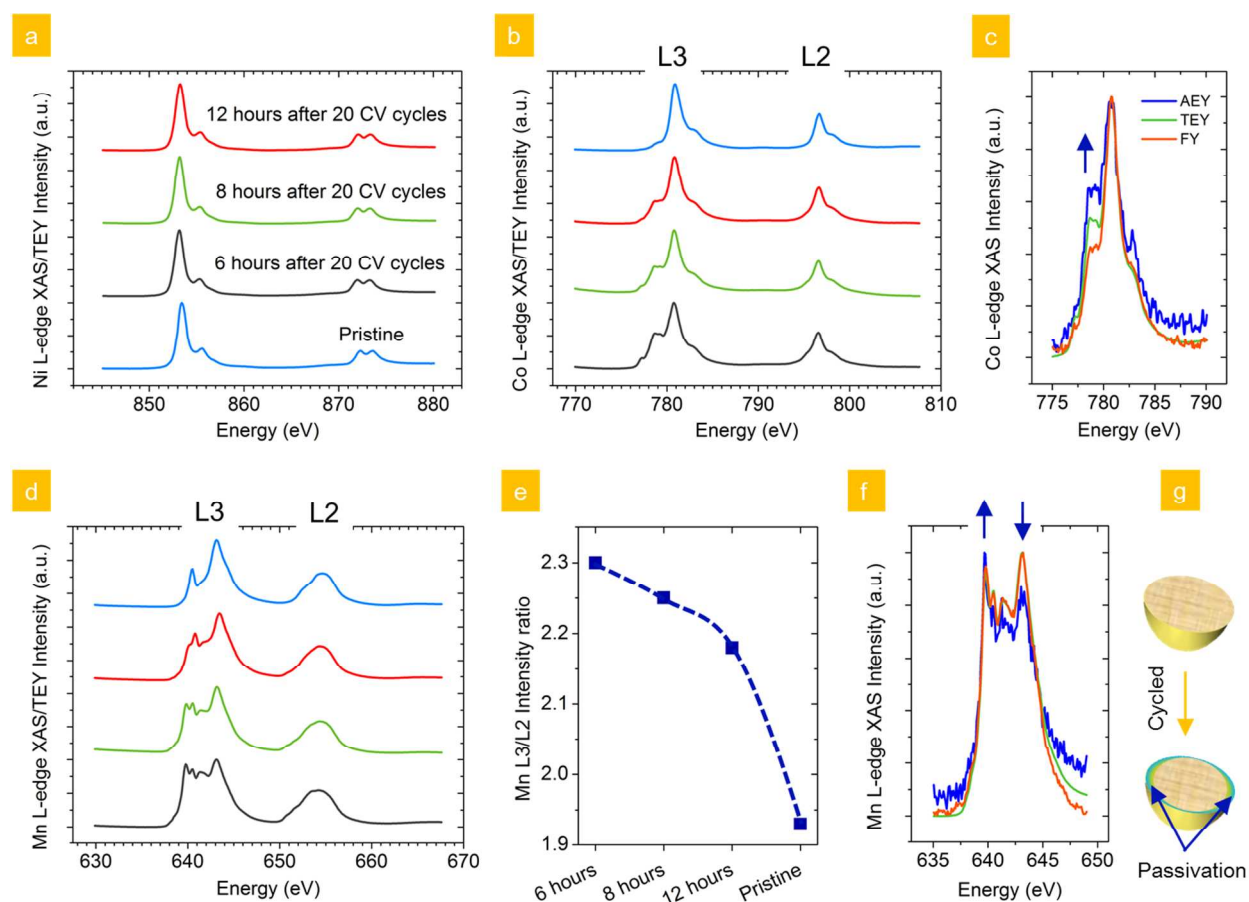 a
Ni L-edge XAS/TEY Intensity (a.u.)
12 hours after 20 CV cycles
8 hours after 20 CV cycles
6 hours after 20 CV cycles
Pristine
850 860 870 880
Energy (eV)
b
L3 L2
Co L-edge XAS/TEY Intensity (a.u.)
770 780 790 800 810
Energy (eV)
c
Co L-edge XAS Intensity (a.u.)
AEY
TEY
FY
775 780 785 790
Energy (eV)
d
L3 L2
Mn L-edge XAS/TEY Intensity (a.u.)
630 640 650 660 670
Energy (eV)
e
Mn L3/L2 Intensity ratio
2.3
2.2
2.1
2.0
1.9
6 hours 8 hours 12 hours Pristine
f
Mn L-edge XAS Intensity (a.u.)
635 640 645 650
Energy (eV)
g
Cycled
Passivation